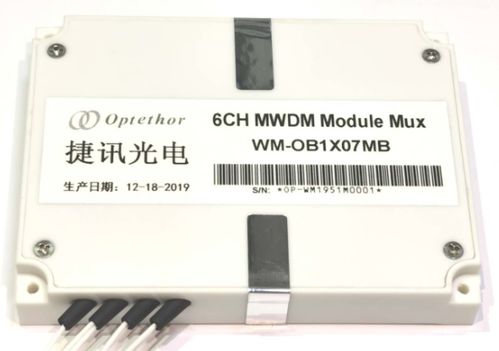 Optethor
捷讯光电
生产日期: 12-18-2019
6CH MWDM Module Mux
WM-OB1X07MB
S/N: *OP-WM1951M0001*